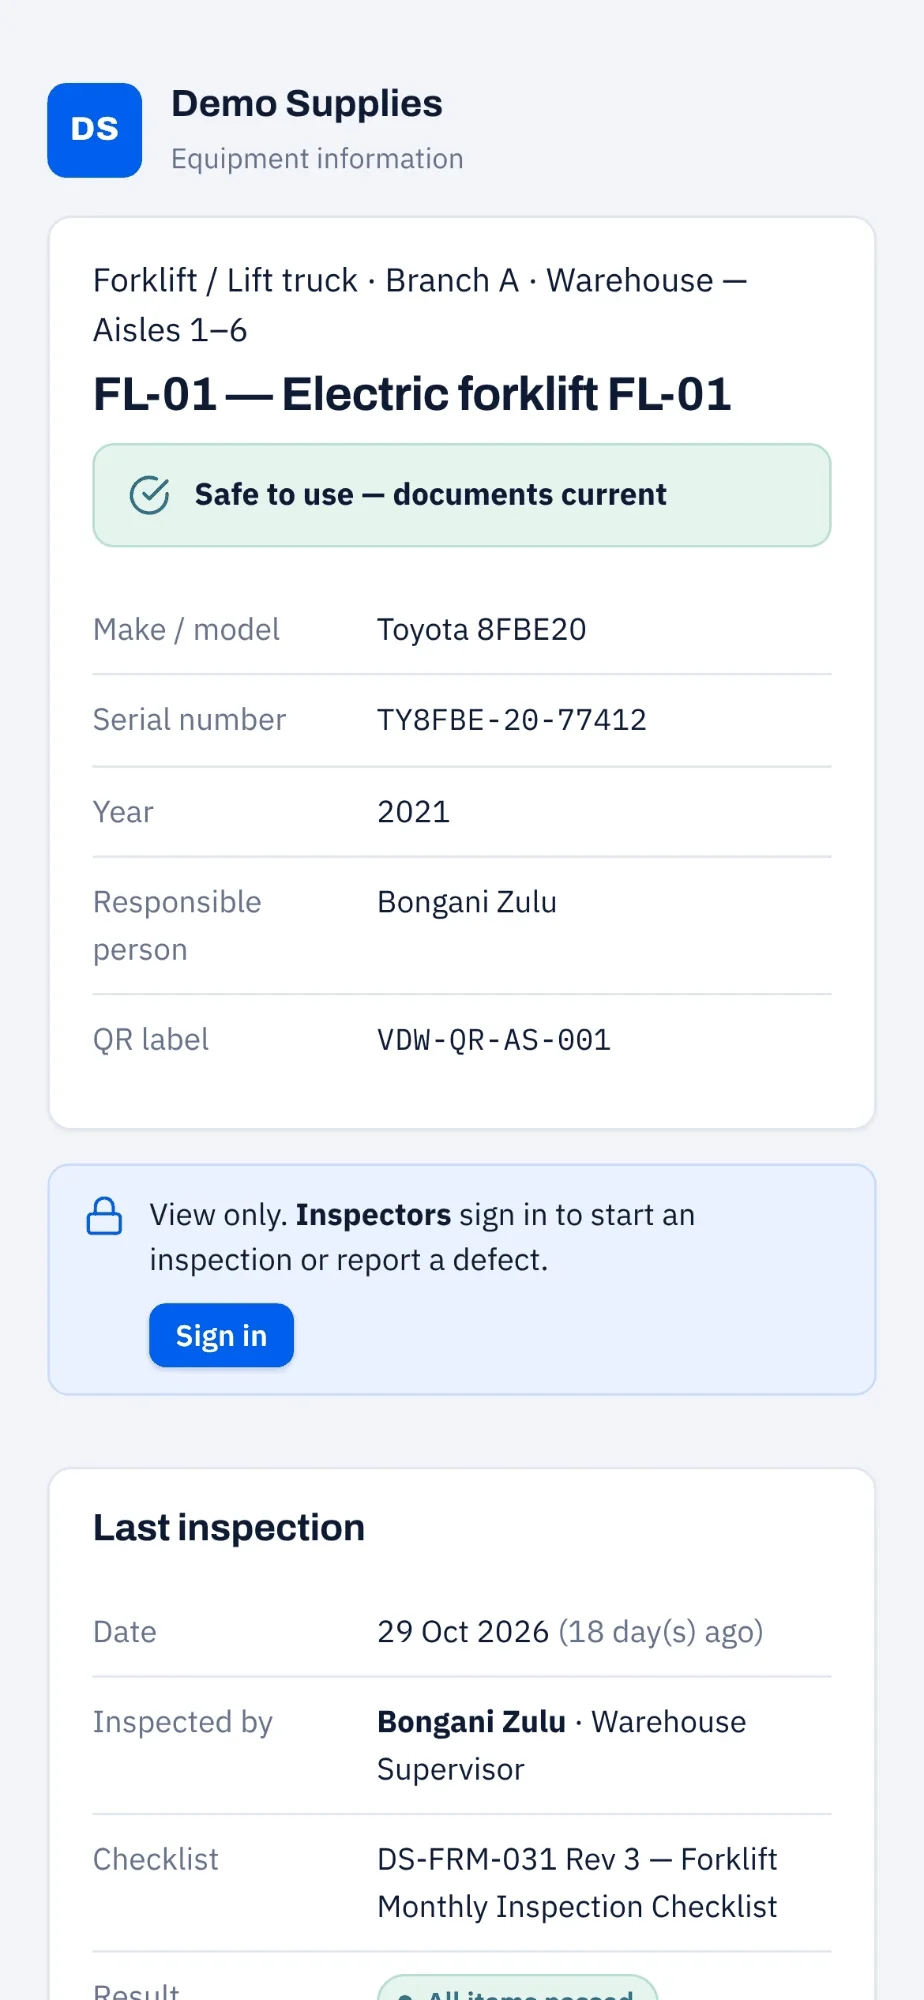 DS
Demo Supplies
Equipment information
Forklift / Lift truck · Branch A · Warehouse —
Aisles 1–6
FL-01 — Electric forklift FL-01
Safe to use — documents current
Make / model Toyota 8FBE20
Serial number TY8FBE-20-77412
Year 2021
Responsible Bongani Zulu
person
QR label VDW-QR-AS-001
View only. Inspectors sign in to start an
inspection or report a defect.
Sign in
Last inspection
Date 29 Oct 2026 (18 day(s) ago)
Inspected by Bongani Zulu · Warehouse
Supervisor
Checklist DS-FRM-031 Rev 3 — Forklift
Monthly Inspection Checklist
Result All items passed